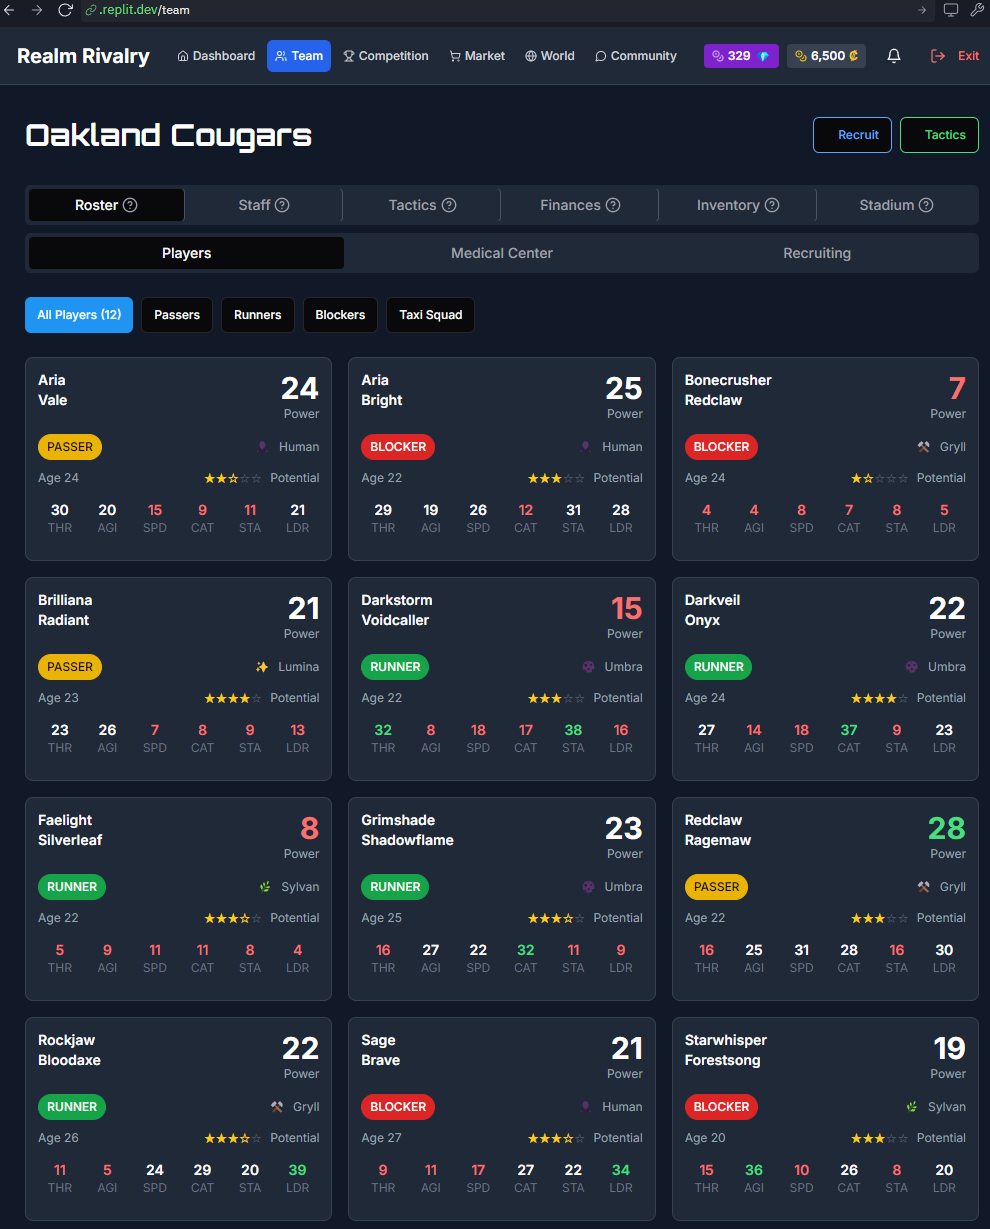 .replit.dev/team
Realm Rivalry
Dashboard
Team
Competition
Market
World
Community
329
6,500 ₡
Exit
Oakland Cougars
Recruit
Tactics
Roster ?
Staff ?
Tactics ?
Finances ?
Inventory ?
Stadium ?
Players
Medical Center
Recruiting
All Players (12)
Passers
Runners
Blockers
Taxi Squad
Aria
Vale
24
Power
PASSER
Human
Age 24
Potential
30 20 15 9 11 21
THR AGI SPD CAT STA LDR
Aria
Bright
25
Power
BLOCKER
Human
Age 22
Potential
29 19 26 12 31 28
THR AGI SPD CAT STA LDR
Bonecrusher
Redclaw
7
Power
BLOCKER
Gryll
Age 24
Potential
4 4 8 7 8 5
THR AGI SPD CAT STA LDR
Brilliana
Radiant
21
Power
PASSER
Lumina
Age 23
Potential
23 26 7 8 9 13
THR AGI SPD CAT STA LDR
Darkstorm
Voidcaller
15
Power
RUNNER
Umbra
Age 22
Potential
32 8 18 17 38 16
THR AGI SPD CAT STA LDR
Darkveil
Onyx
22
Power
RUNNER
Umbra
Age 24
Potential
27 14 18 37 9 23
THR AGI SPD CAT STA LDR
Faelight
Silverleaf
8
Power
RUNNER
Sylvan
Age 22
Potential
5 9 11 11 8 4
THR AGI SPD CAT STA LDR
Grimshade
Shadowflame
23
Power
RUNNER
Umbra
Age 25
Potential
16 27 22 32 11 9
THR AGI SPD CAT STA LDR
Redclaw
Ragemaw
28
Power
PASSER
Gryll
Age 22
Potential
16 25 31 28 16 30
THR AGI SPD CAT STA LDR
Rockjaw
Bloodaxe
22
Power
RUNNER
Gryll
Age 26
Potential
11 5 24 29 20 39
THR AGI SPD CAT STA LDR
Sage
Brave
21
Power
BLOCKER
Human
Age 27
Potential
9 11 17 27 22 34
THR AGI SPD CAT STA LDR
Starwhisper
Forestsong
19
Power
BLOCKER
Sylvan
Age 20
Potential
15 36 10 26 8 20
THR AGI SPD CAT STA LDR